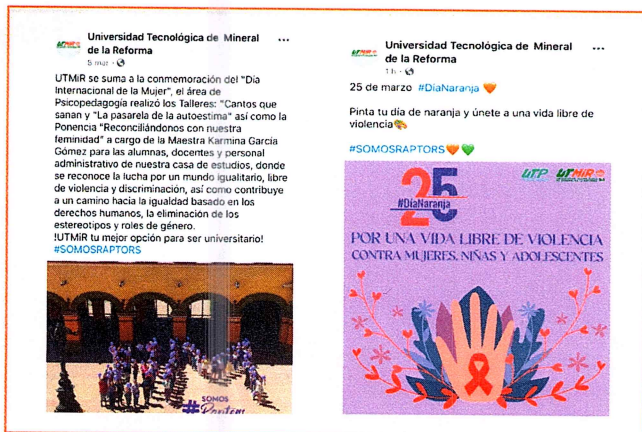 Universidad Tecnológica de Mineral
de la Reforma
8 mar ·
UTMiR se suma a la conmemoración del "Día
Internacional de la Mujer", el área de
Psicopedagogía realizó los Talleres: "Cantos que
sanan y "La pasarela de la autoestima" así como la
Ponencia "Reconciliándonos con nuestra
feminidad" a cargo de la Maestra Karmina García
Gómez para las alumnas, docentes y personal
administrativo de nuestra casa de estudios, donde
se reconoce la lucha por un mundo igualitario, libre
de violencia y discriminación, así como contribuye
a un camino hacia la igualdad basado en los
derechos humanos, la eliminación de los
estereotipos y roles de género.
!UTMiR tu mejor opción para ser universitario!
#SOMOSRAPTORS
#SOMOS
Universidad Tecnológica de Mineral
de la Reforma
1 h ·
25 de marzo #DíaNaranja 🧡
Pinta tu día de naranja y únete a una vida libre de
violencia🎨
#SOMOSRAPTORS🧡💚
UTP UTMiR
25
#DíaNaranja
POR UNA VIDA LIBRE DE VIOLENCIA
CONTRA MUJERES, NIÑAS Y ADOLESCENTES